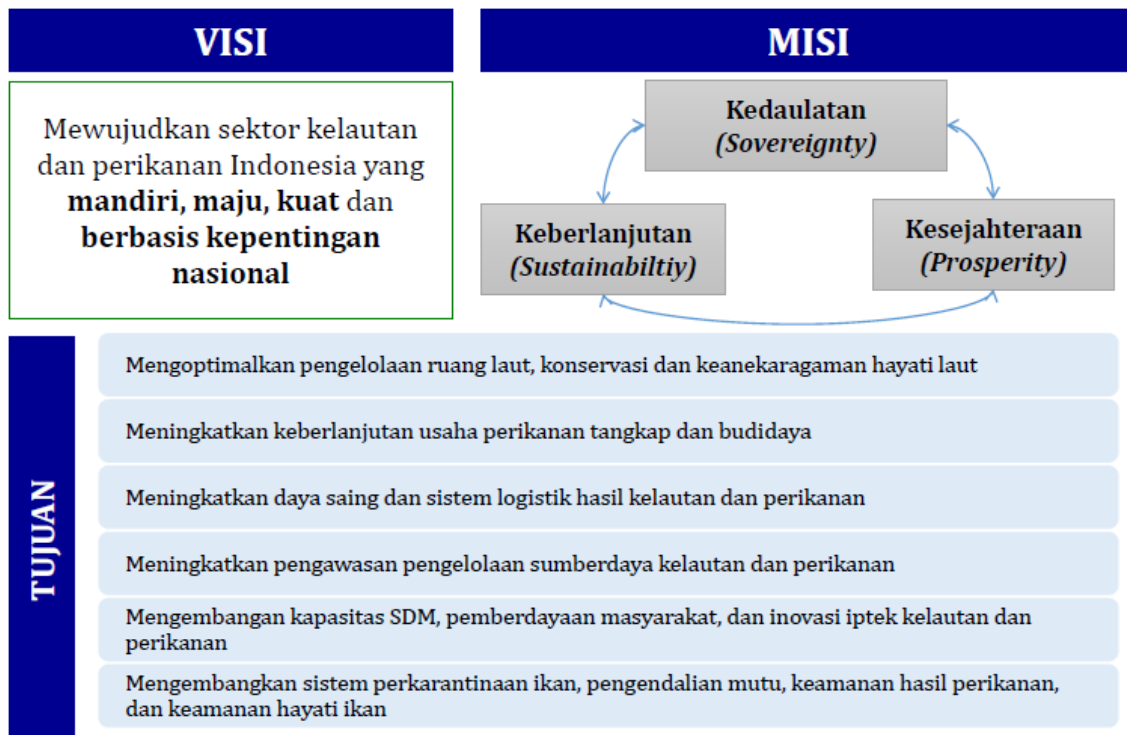 VISI
Mewujudkan sektor kelautan
dan perikanan Indonesia yang
mandiri, maju, kuat dan
berbasis kepentingan
nasional
MISI
Kedaulatan
(Sovereignty)
Keberlanjutan
(Sustainabiltiy)
Kesejahteraan
(Prosperity)
TUJUAN
Mengoptimalkan pengelolaan ruang laut, konservasi dan keanekaragaman hayati laut
Meningkatkan keberlanjutan usaha perikanan tangkap dan budidaya
Meningkatkan daya saing dan sistem logistik hasil kelautan dan perikanan
Meningkatkan pengawasan pengelolaan sumberdaya kelautan dan perikanan
Mengembangan kapasitas SDM, pemberdayaan masyarakat, dan inovasi iptek kelautan dan
perikanan
Mengembangkan sistem perkarantinaan ikan, pengendalian mutu, keamanan hasil perikanan,
dan keamanan hayati ikan